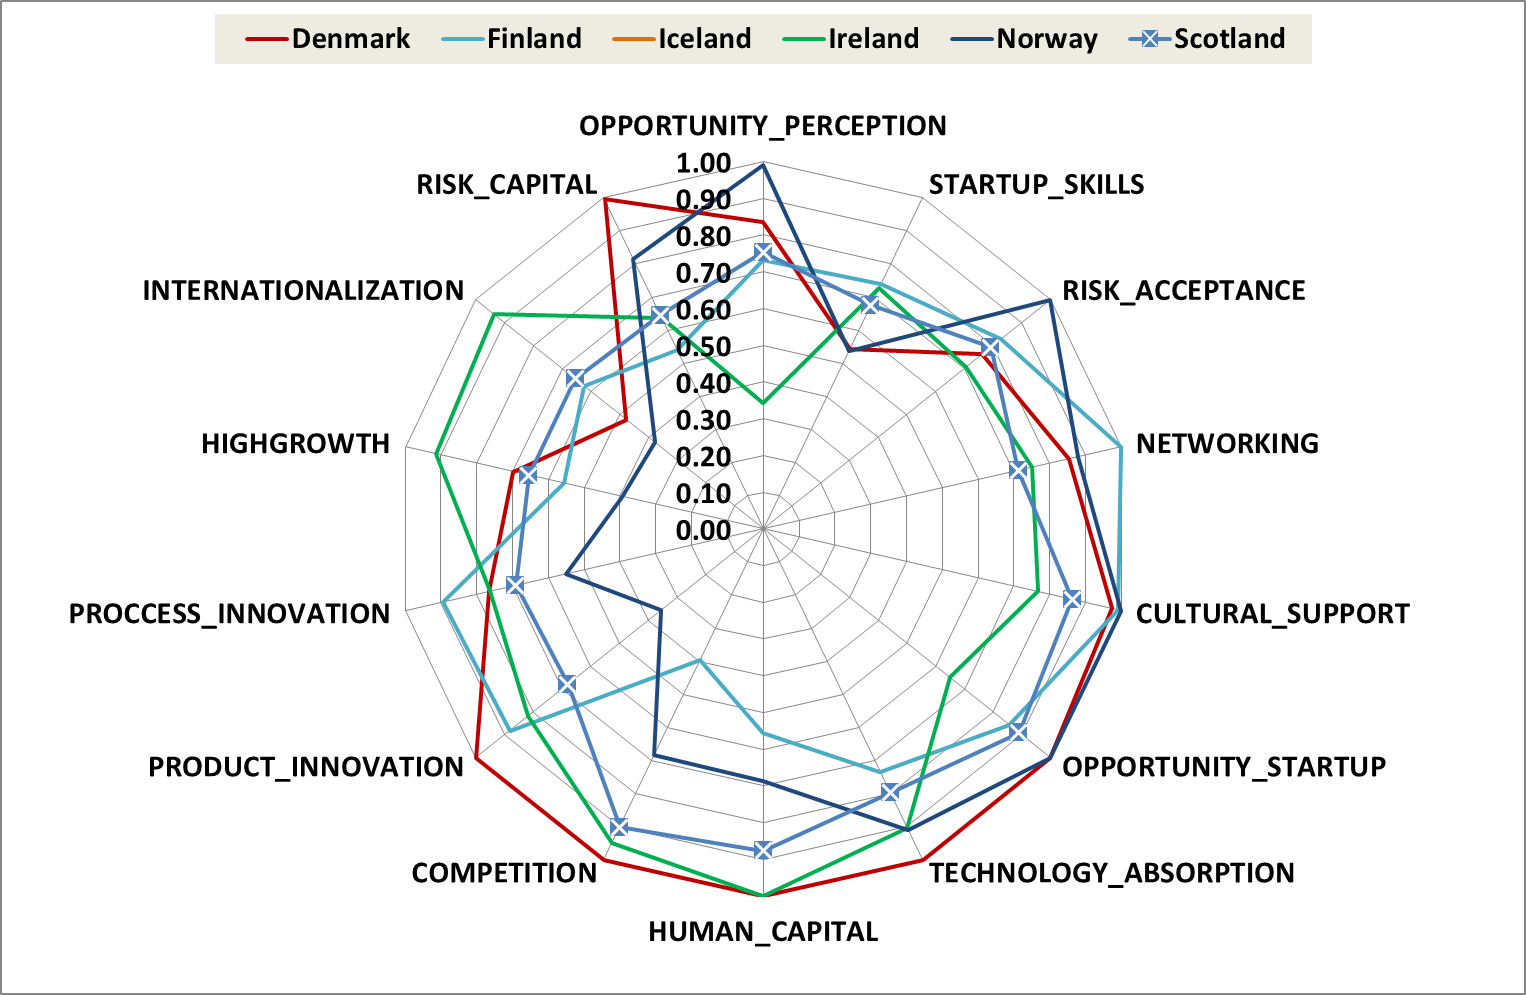 Denmark Finland Iceland Ireland Norway Scotland
OPPORTUNITY_PERCEPTION
STARTUP_SKILLS
RISK_ACCEPTANCE
NETWORKING
CULTURAL_SUPPORT
OPPORTUNITY_STARTUP
TECHNOLOGY_ABSORPTION
HUMAN_CAPITAL
COMPETITION
PRODUCT_INNOVATION
PROCCESS_INNOVATION
HIGHGROWTH
INTERNATIONALIZATION
RISK_CAPITAL
1.00
0.90
0.80
0.70
0.60
0.50
0.40
0.30
0.20
0.10
0.00